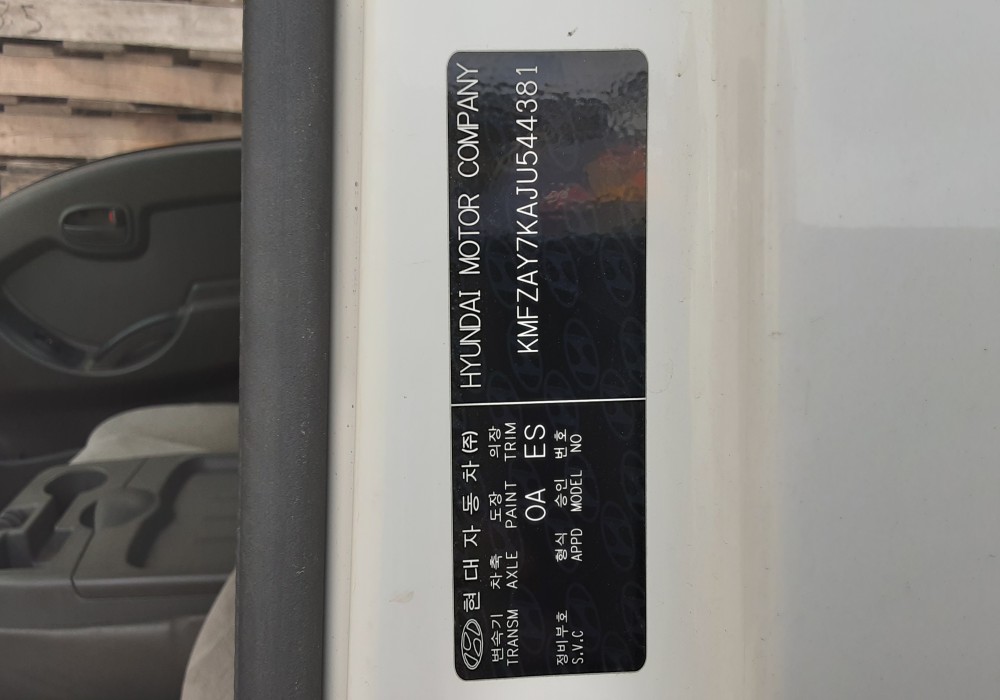 현대자동차(주) HYUNDAI MOTOR COMPANY
변속기 차축 도장 의장
TRANSM AXLE PAINT TRIM
OA ES KMFZAY7KAJU544381
정비부호 형식 승인 번호
S.V.C APPD MODEL NO